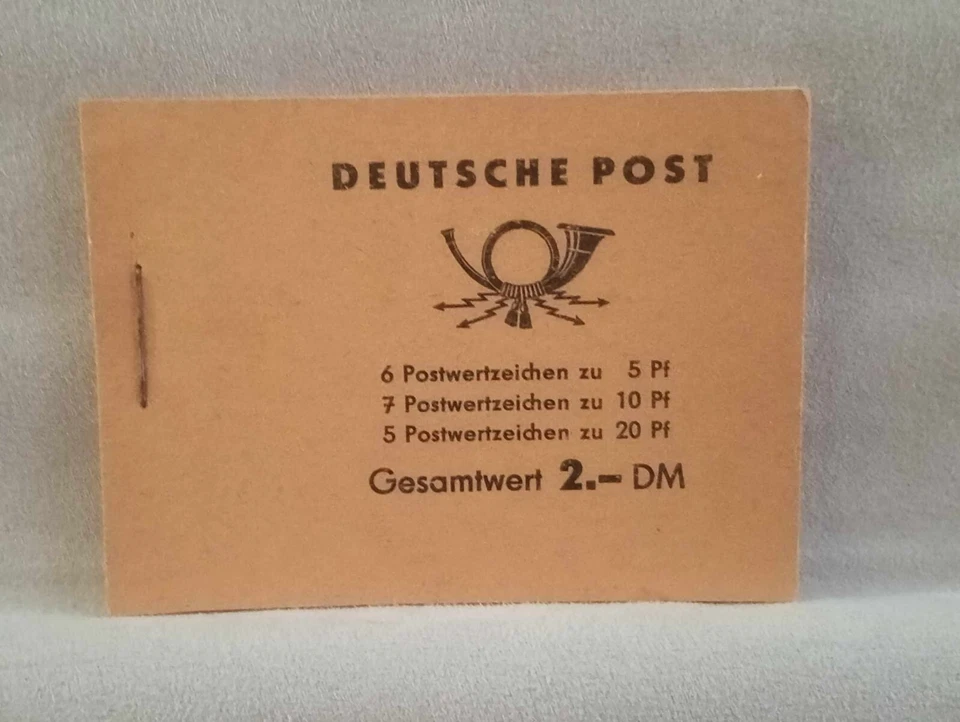 DEUTSCHE POST
6 Postwertzeichen zu 5 Pf
7 Postwertzeichen zu 10 Pf
5 Postwertzeichen zu 20 Pf
Gesamtwert 2.– DM